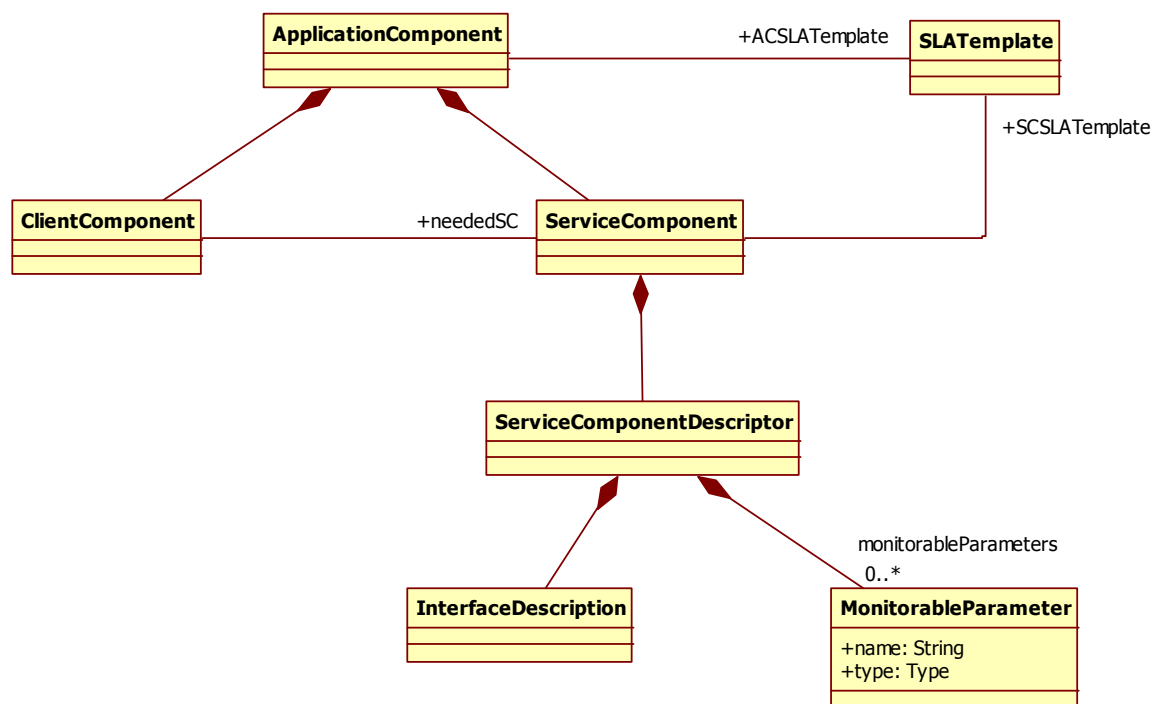 ApplicationComponent
+ACSLATemplate
SLATemplate
+SCSLATemplate
ClientComponent
+neededSC
ServiceComponent
ServiceComponentDescriptor
monitorableParameters
0..*
InterfaceDescription
MonitorableParameter
+name: String
+type: Type